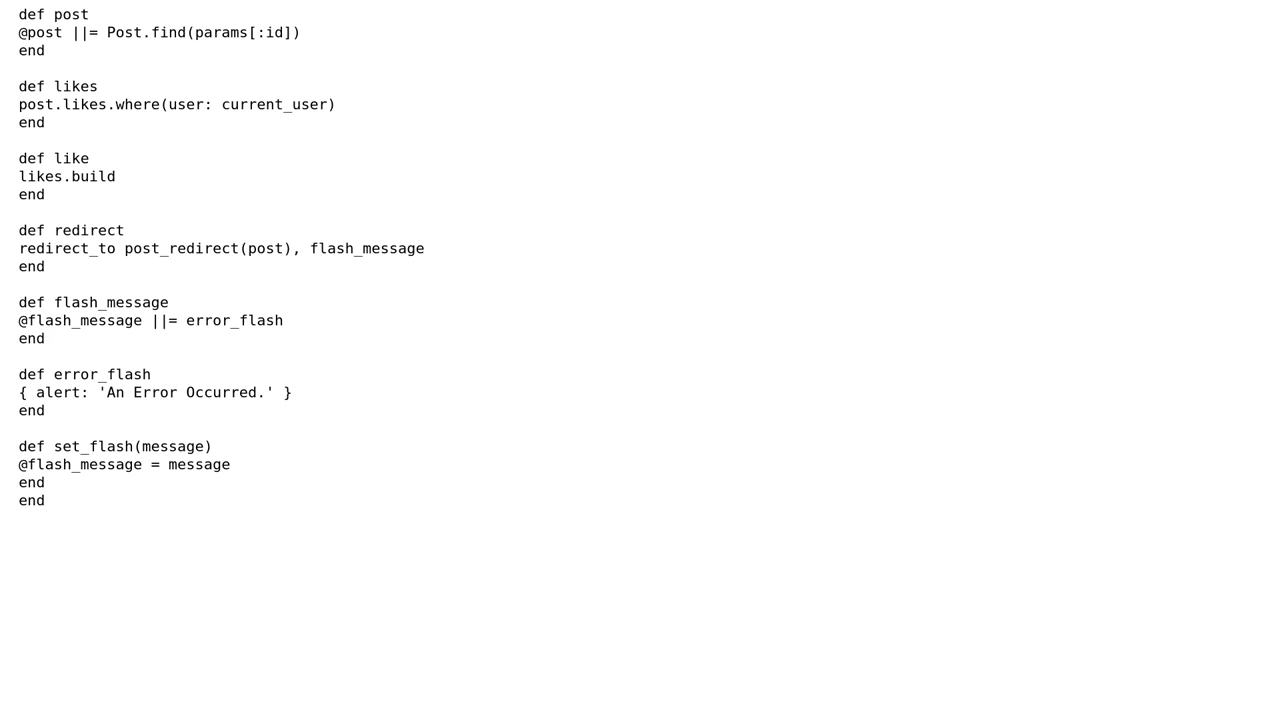 def post
@post ||= Post.find(params[:id])
end

def likes
post.likes.where(user: current_user)
end

def like
likes.build
end

def redirect
redirect_to post_redirect(post), flash_message
end

def flash_message
@flash_message ||= error_flash
end

def error_flash
{ alert: 'An Error Occurred.' }
end

def set_flash(message)
@flash_message = message
end
end